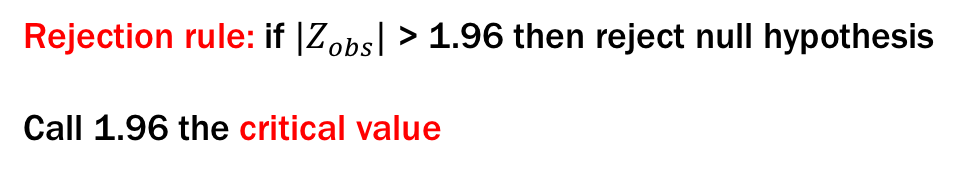 Rejection rule: if |Z_obs| > 1.96 then reject null hypothesis
Call 1.96 the critical value